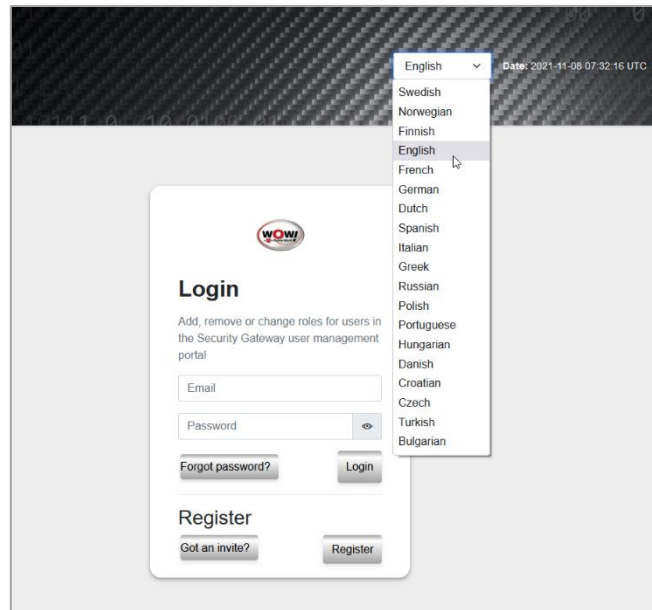 English
Date: 2021-11-08 07:32:16 UTC
Swedish
Norwegian
Finnish
English
French
German
Dutch
Spanish
Italian
Greek
Russian
Polish
Portuguese
Hungarian
Danish
Croatian
Czech
Turkish
Bulgarian
WOW!
Login
Add, remove or change roles for users in
the Security Gateway user management
portal
Email
Password
Forgot password?
Login
Register
Got an invite?
Register